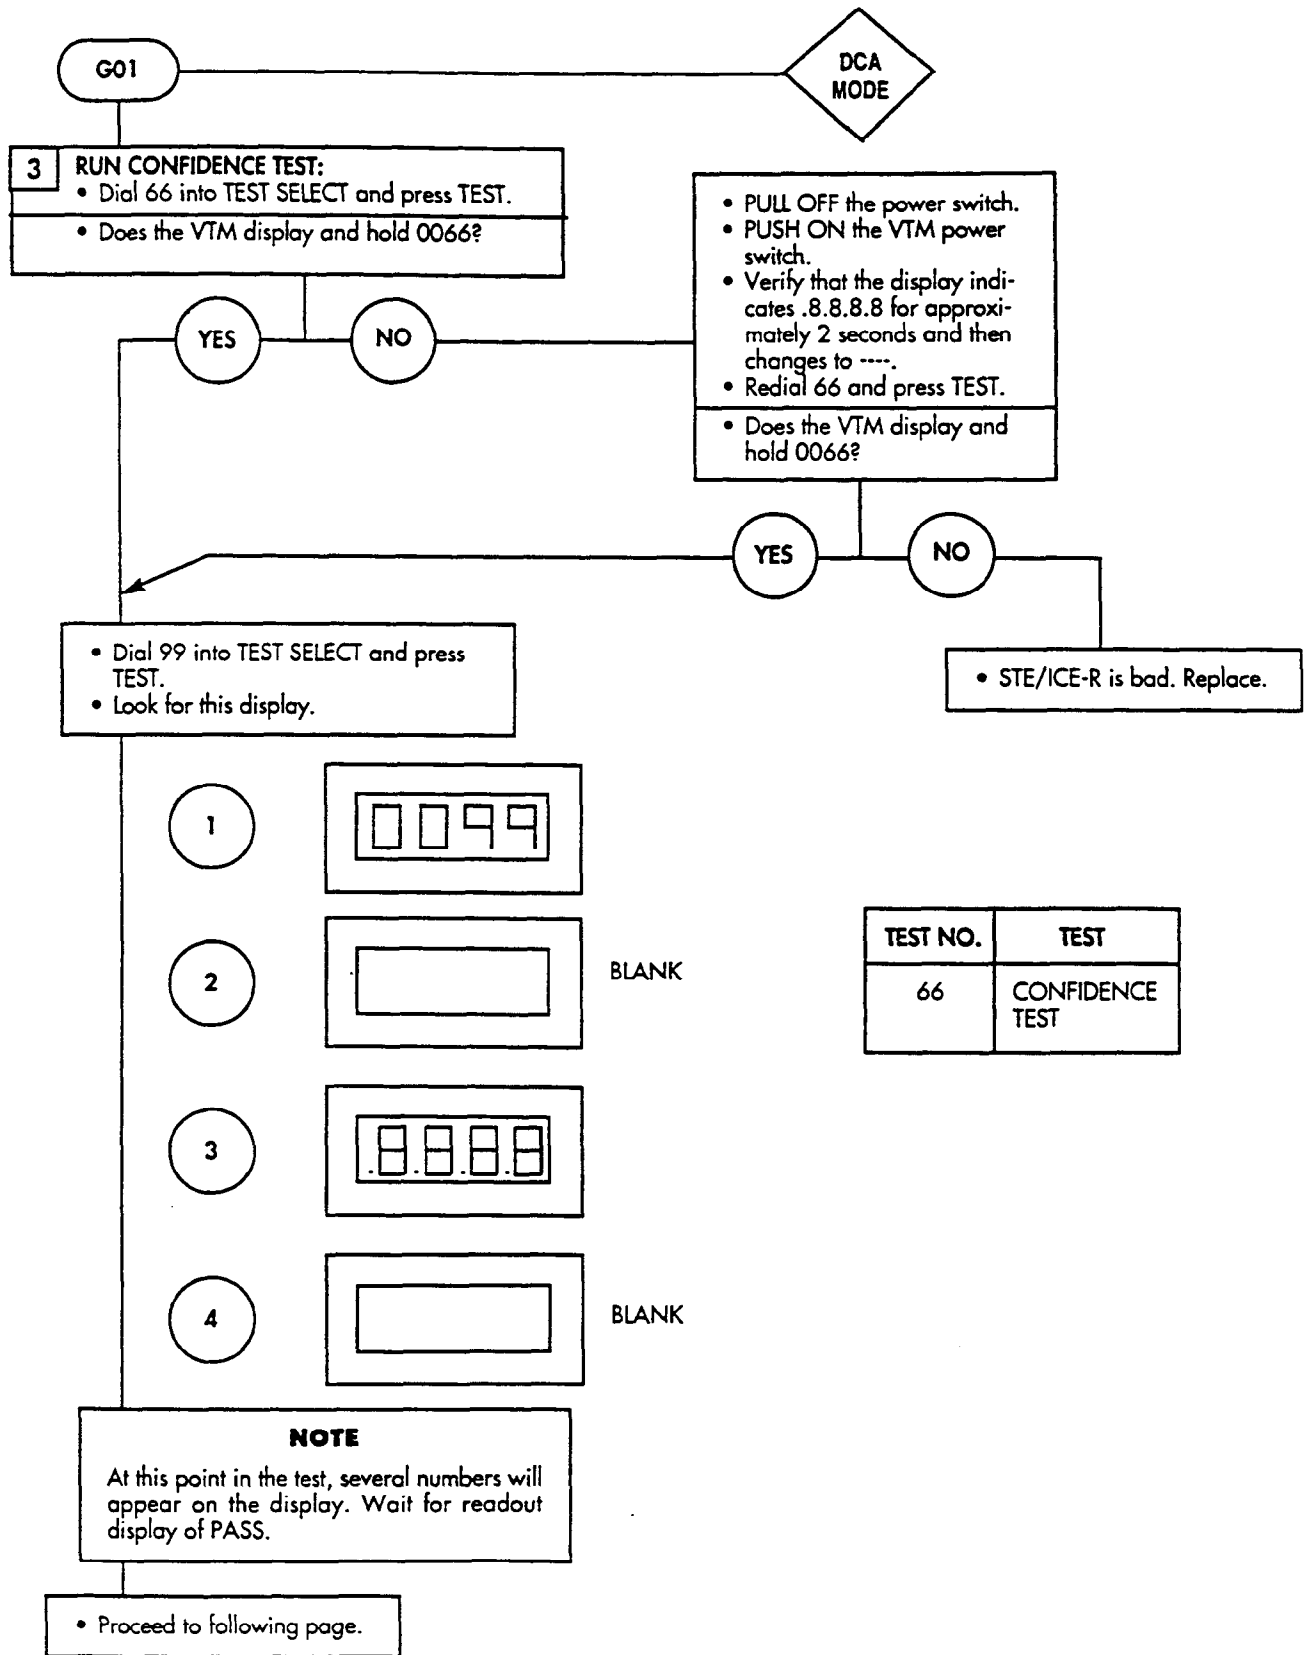 G01
DCA
MODE
3 RUN CONFIDENCE TEST:
• Dial 66 into TEST SELECT and press TEST.
• Does the VTM display and hold 0066?
YES
NO
• PULL OFF the power switch.
• PUSH ON the VTM power
switch.
• Verify that the display indi-
cates .8.8.8.8 for approxi-
mately 2 seconds and then
changes to ----.
• Redial 66 and press TEST.
• Does the VTM display and
hold 0066?
YES
NO
• Dial 99 into TEST SELECT and press
TEST.
• Look for this display.
• STE/ICE-R is bad. Replace.
1
0099
2
BLANK
3
.8.8.8.8
4
BLANK
TEST NO. TEST
66 CONFIDENCE
TEST
NOTE
At this point in the test, several numbers will
appear on the display. Wait for readout
display of PASS.
• Proceed to following page.